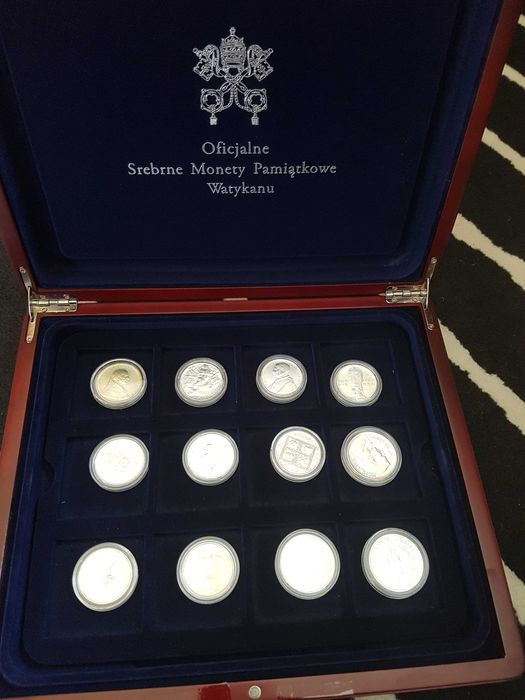 Oficjalne
Srebrne Monety Pamiątkowe
Watykanu